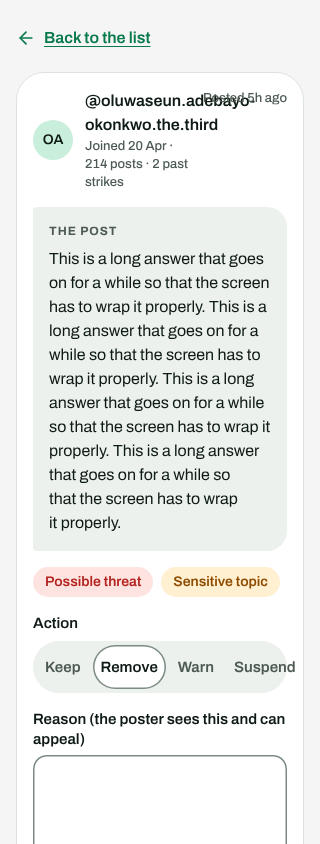 Back to the list
@oluwaseun.adebayo-
okonkwo.the.third
Posted 5h ago
OA
Joined 20 Apr ·
214 posts · 2 past
strikes
THE POST
This is a long answer that goes
on for a while so that the screen
has to wrap it properly. This is a
long answer that goes on for a
while so that the screen has to
wrap it properly. This is a long
answer that goes on for a while
so that the screen has to wrap it
properly. This is a long answer
that goes on for a while so
that the screen has to wrap
it properly.
Possible threat
Sensitive topic
Action
Keep
Remove
Warn
Suspend
Reason (the poster sees this and can
appeal)